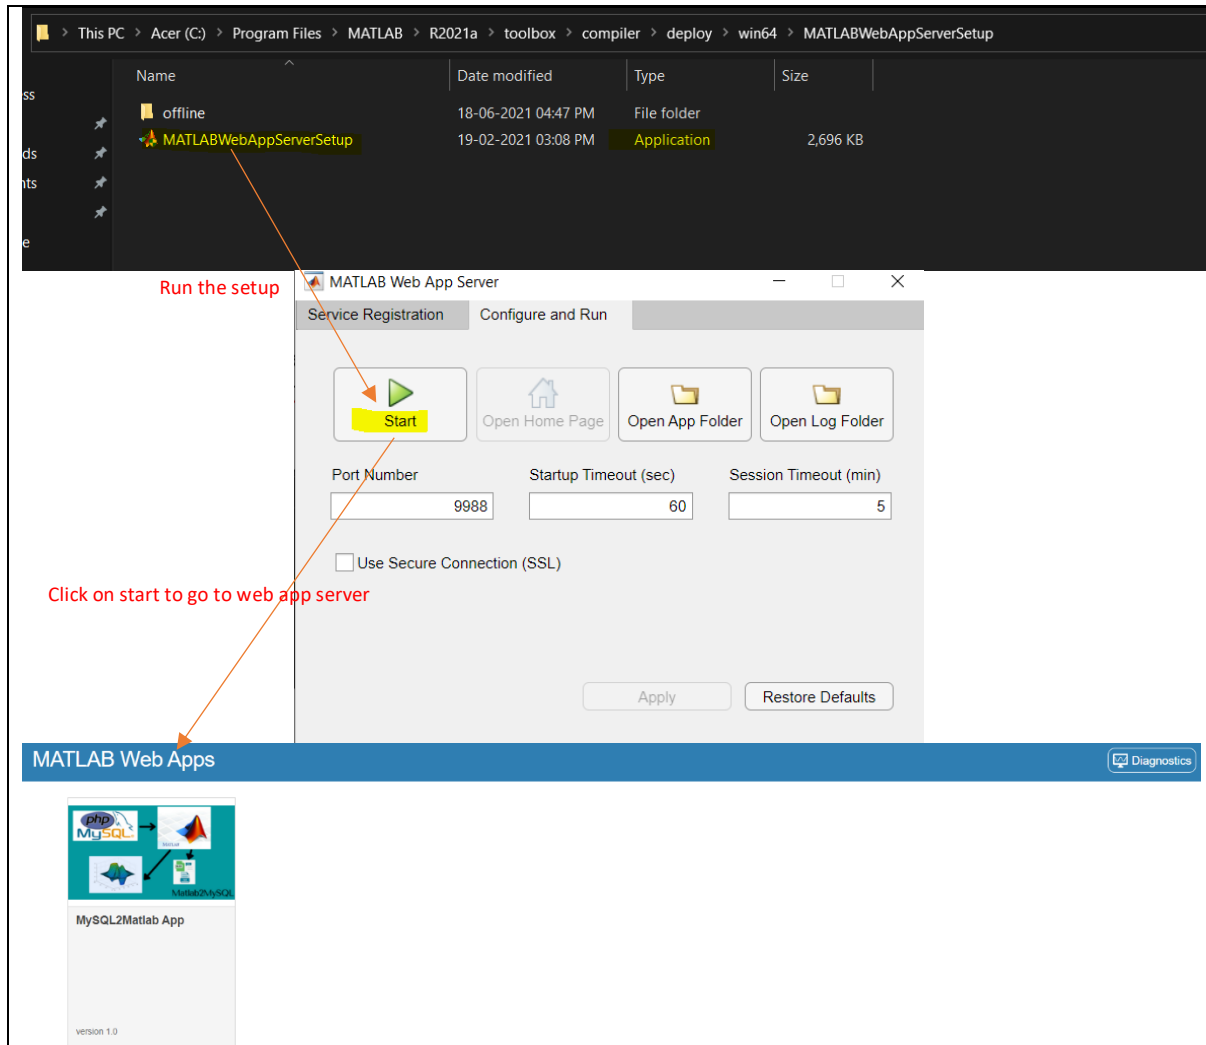 This PC > Acer (C:) > Program Files > MATLAB > R2021a > toolbox > compiler > deploy > win64 > MATLABWebAppServerSetup
Name Date modified Type Size
ss
offline 18-06-2021 04:47 PM File folder
MATLABWebAppServerSetup 19-02-2021 03:08 PM Application 2,696 KB
ds
nts
e
Run the setup
MATLAB Web App Server
Service Registration Configure and Run
Start Open Home Page Open App Folder Open Log Folder
Port Number Startup Timeout (sec) Session Timeout (min)
9988 60 5
Use Secure Connection (SSL)
Click on start to go to web app server
Apply Restore Defaults
MATLAB Web Apps Diagnostics
php
MySQL
MATLAB
Matlab2MySQL
MySQL2Matlab App
version 1.0